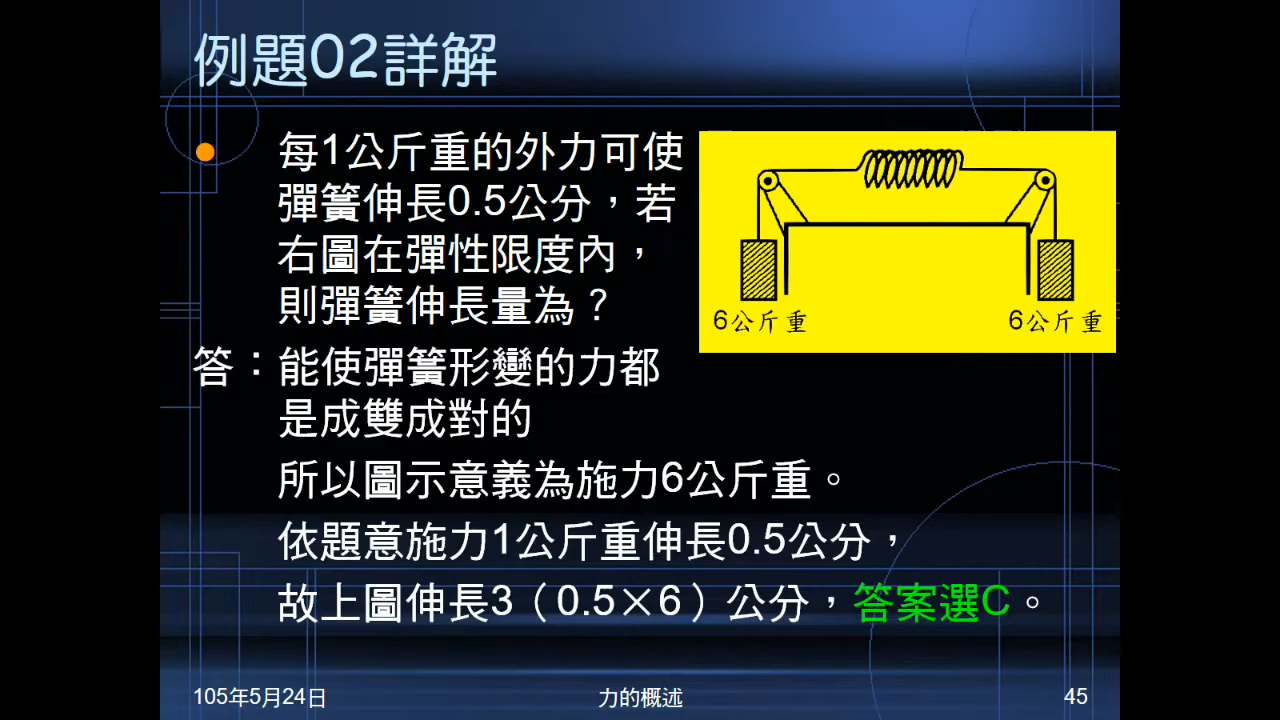 例題02詳解
每1公斤重的外力可使
彈簧伸長0.5公分，若
右圖在彈性限度內，
則彈簧伸長量為？
6公斤重
6公斤重
答：能使彈簧形變的力都
是成雙成對的
所以圖示意義為施力6公斤重。
依題意施力1公斤重伸長0.5公分，
故上圖伸長3（0.5×6）公分，答案選C。
105年5月24日
力的概述
45